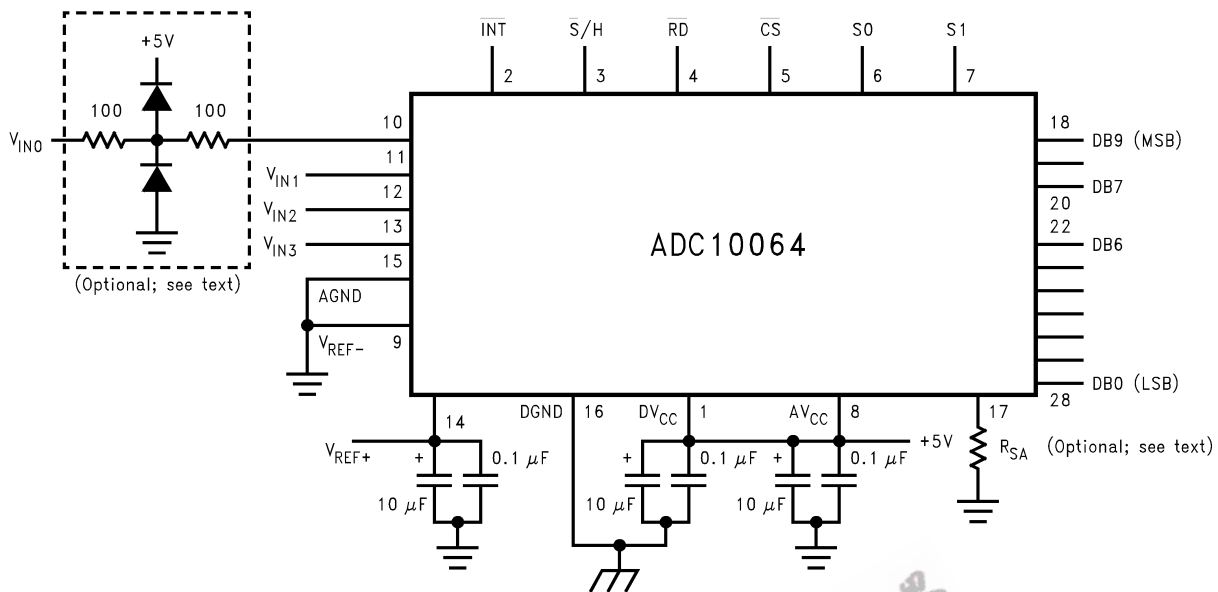 INT S/H RD CS S0 S1
2 3 4 5 6 7
+5V
100 100
V_IN0
10
11
V_IN1
12
V_IN2
13
V_IN3
15
AGND
V_REF-
9
(Optional; see text)
ADC10064
18
DB9 (MSB)
DB7
20
22
DB6
DB0 (LSB)
28
14 DGND 16 DV_CC 1 AV_CC 8 17
V_REF+
+ 0.1 μF
10 μF
+ 0.1 μF
10 μF
+ 0.1 μF
10 μF
+5V
R_SA (Optional; see text)